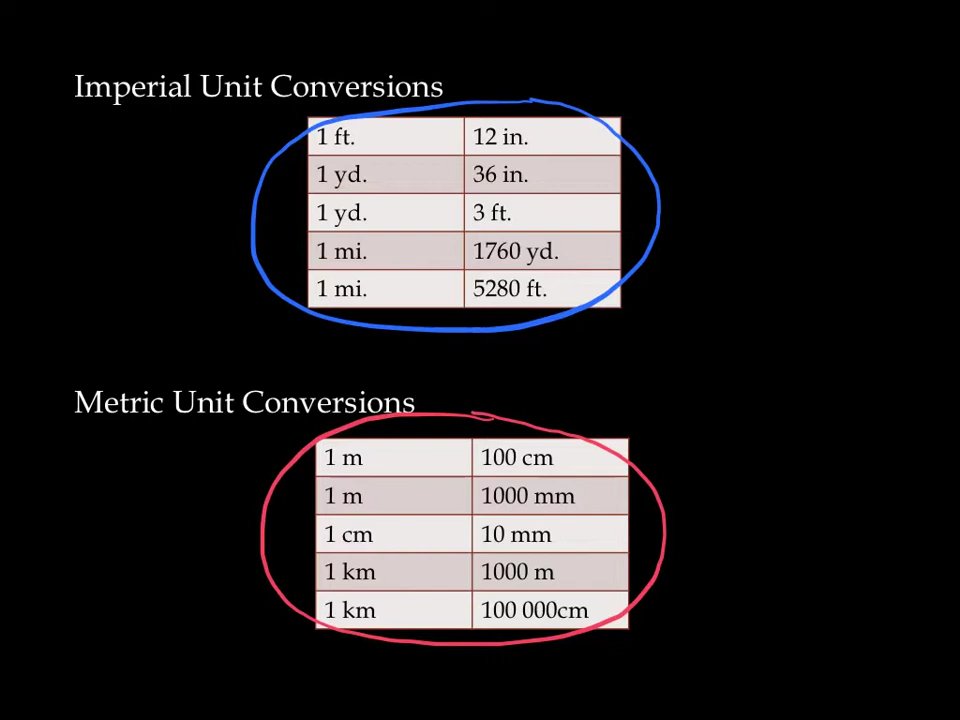 Imperial Unit Conversions
1 ft. 12 in.
1 yd. 36 in.
1 yd. 3 ft.
1 mi. 1760 yd.
1 mi. 5280 ft.
Metric Unit Conversions
1 m 100 cm
1 m 1000 mm
1 cm 10 mm
1 km 1000 m
1 km 100 000cm